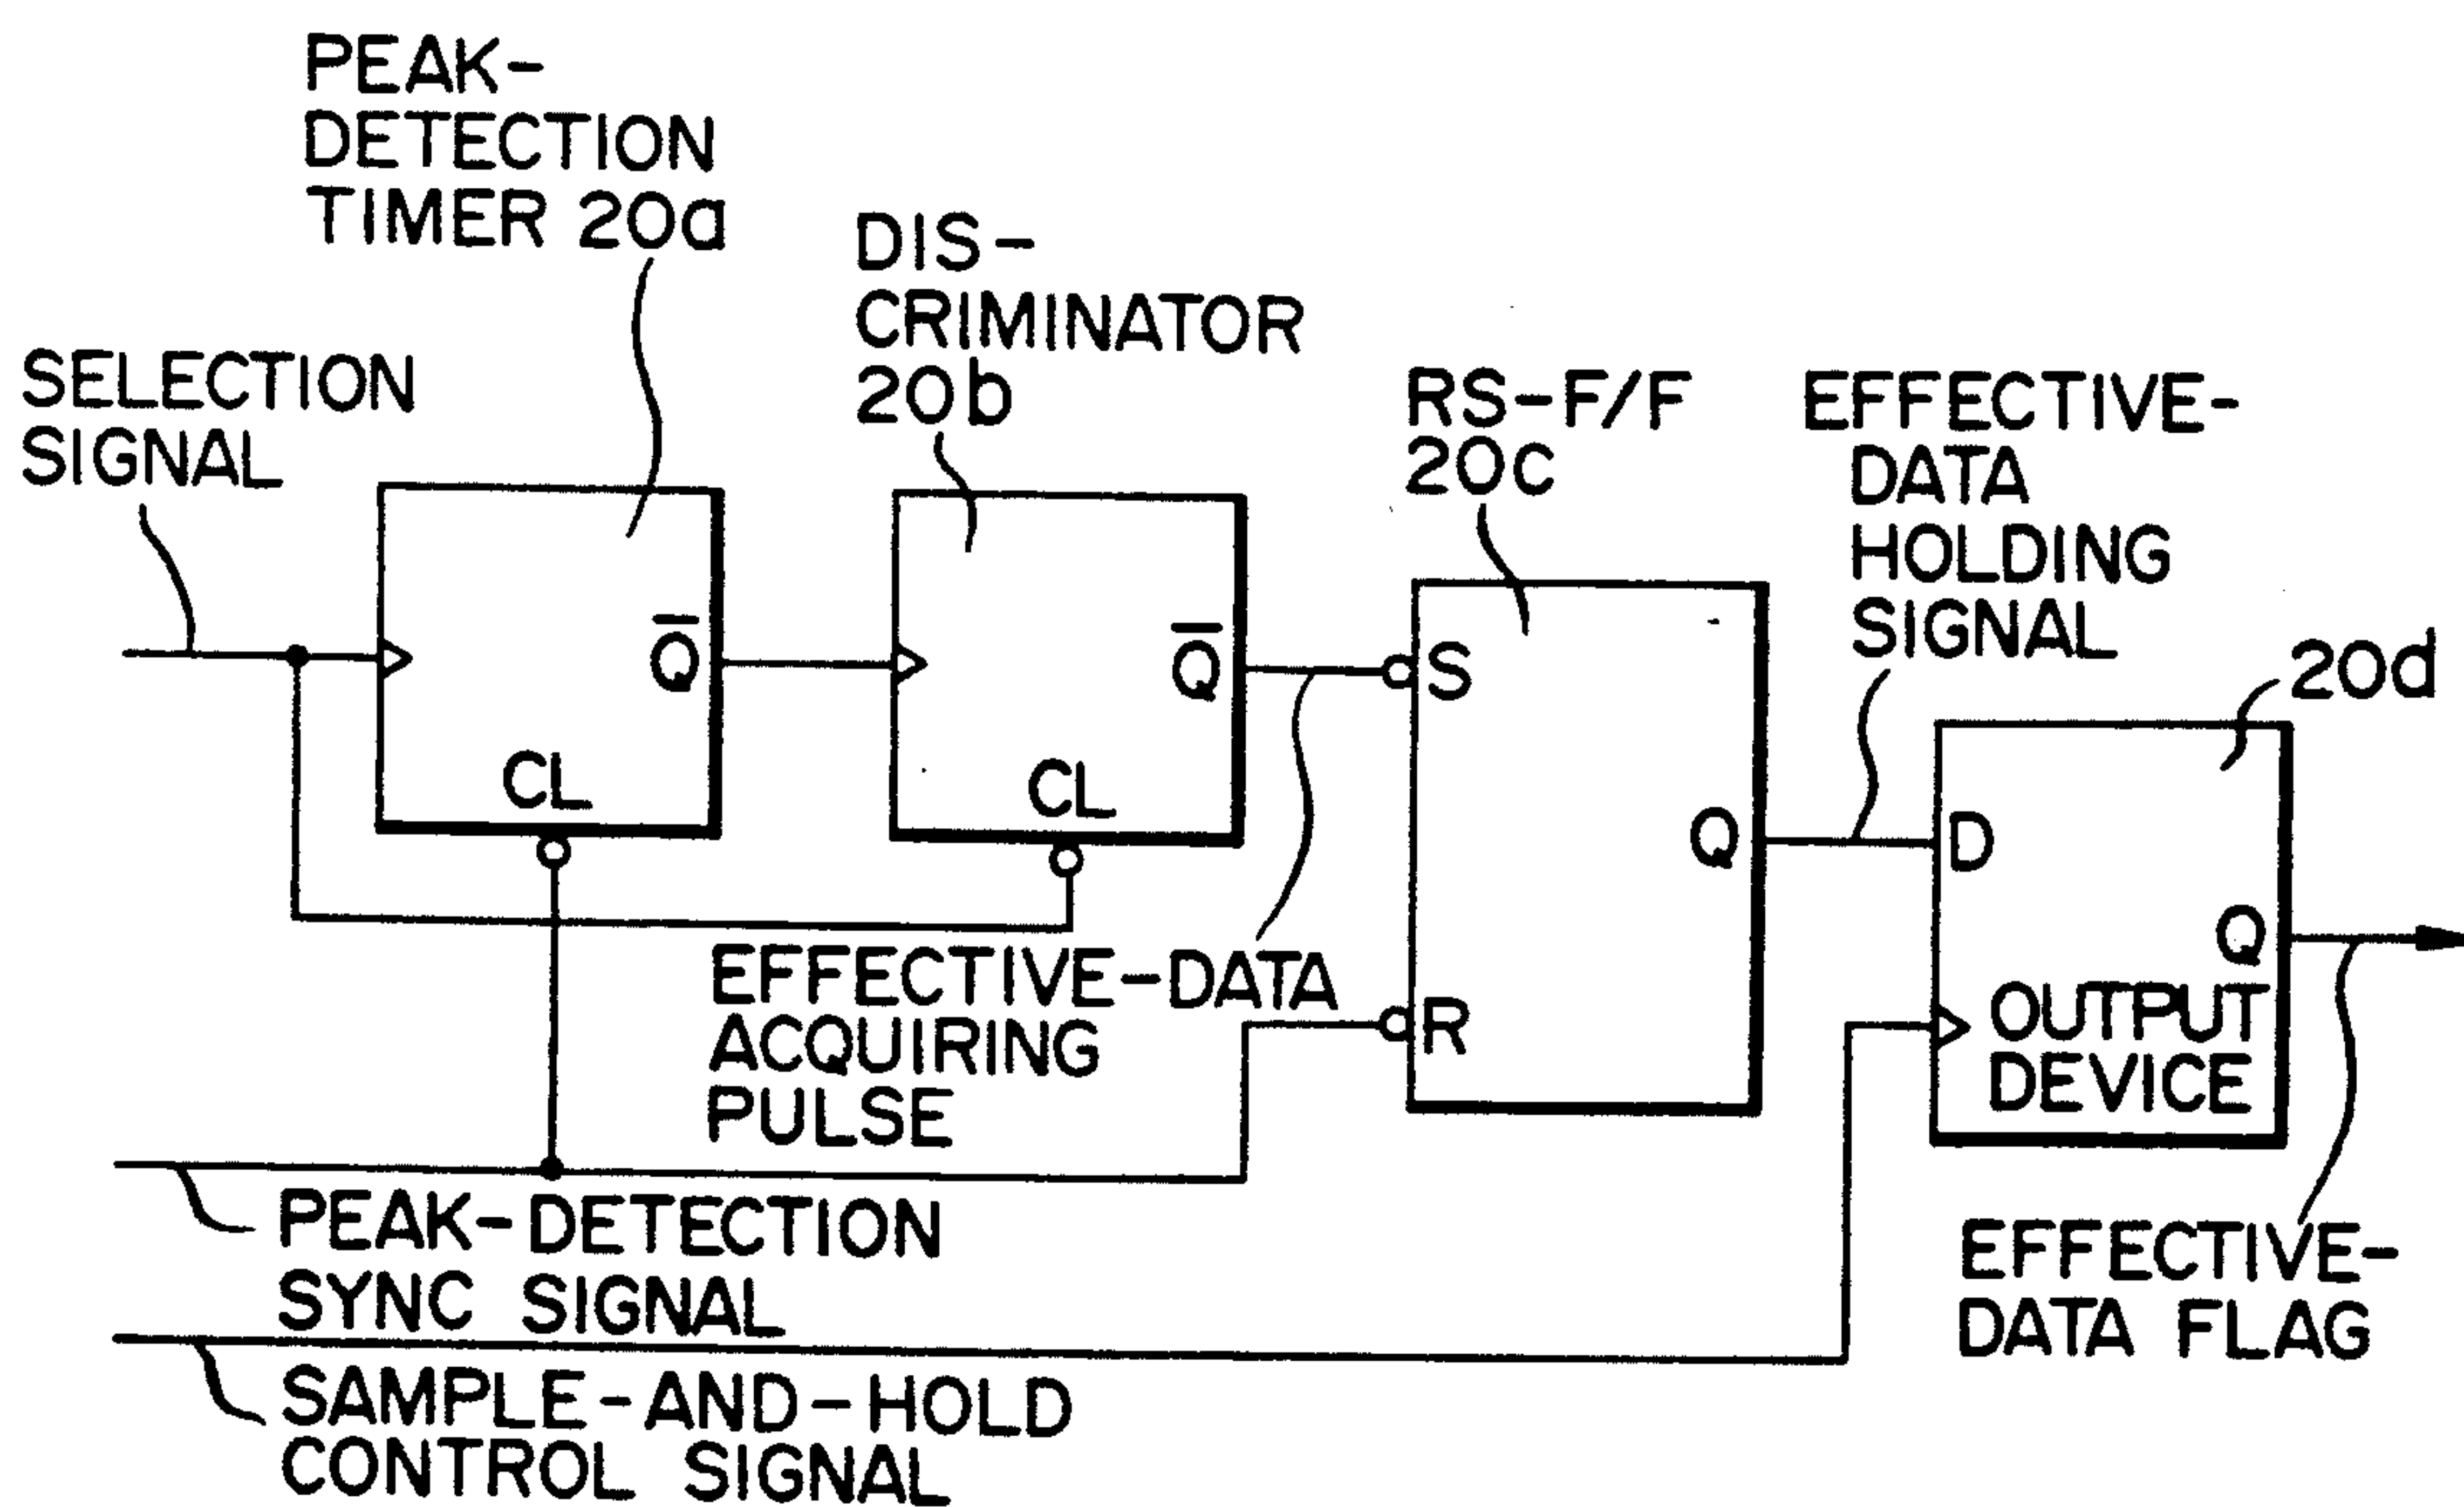 PEAK-
DETECTION
TIMER 20a
DIS-
CRIMINATOR
20b
SELECTION
SIGNAL
RS-F/F
20c
EFFECTIVE-
DATA
HOLDING
SIGNAL
20d
Q̅
CL
Q̅
CL
S
R
Q
D
Q
OUTPUT
DEVICE
EFFECTIVE-DATA
ACQUIRING
PULSE
PEAK-DETECTION
SYNC SIGNAL
SAMPLE-AND-HOLD
CONTROL SIGNAL
EFFECTIVE-
DATA FLAG